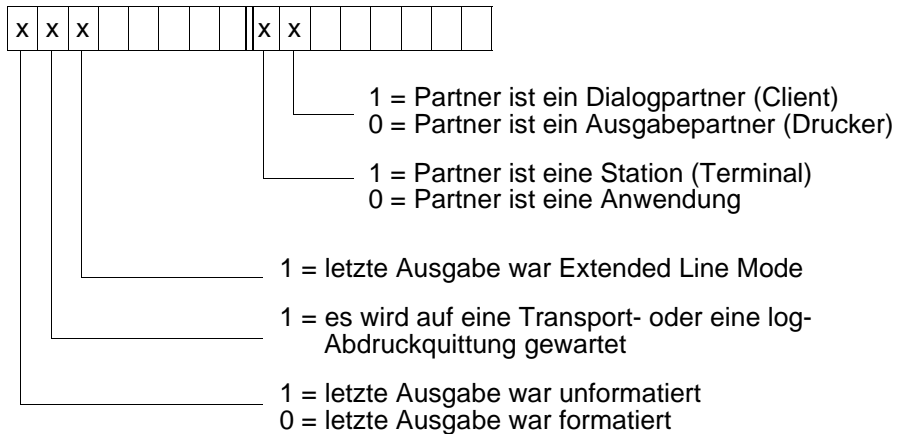 x x x x x
1 = Partner ist ein Dialogpartner (Client)
0 = Partner ist ein Ausgabepartner (Drucker)
1 = Partner ist eine Station (Terminal)
0 = Partner ist eine Anwendung
1 = letzte Ausgabe war Extended Line Mode
1 = es wird auf eine Transport- oder eine log-
Abdruckquittung gewartet
1 = letzte Ausgabe war unformatiert
0 = letzte Ausgabe war formatiert